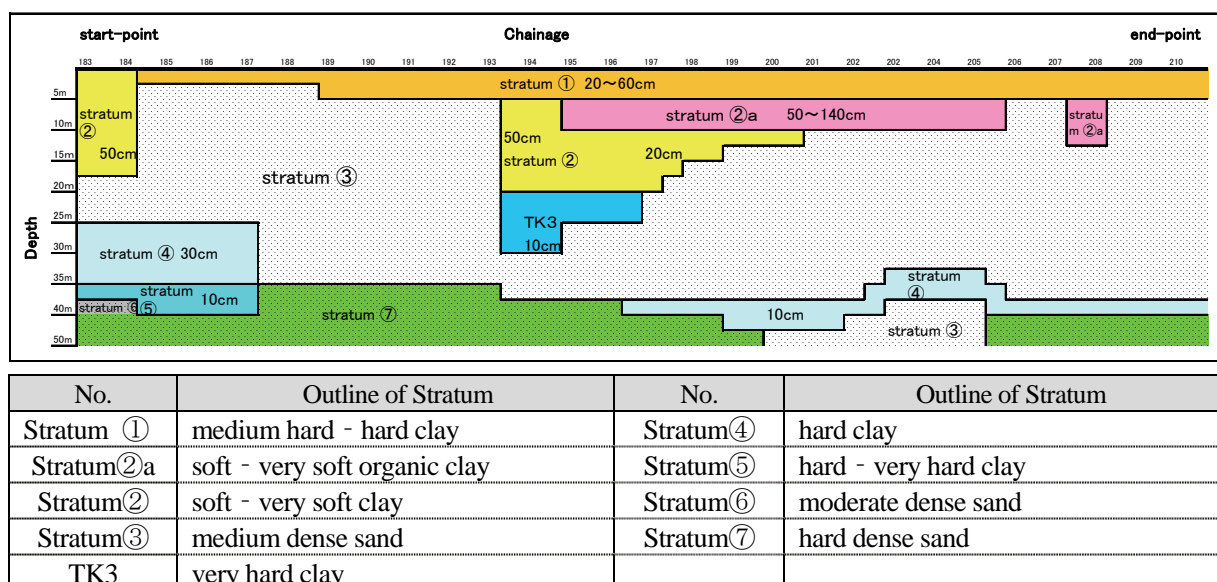 start-point Chainage end-point
183 184 185 186 187 188 189 190 191 192 193 194 195 196 197 198 199 200 201 202 203 204 205 206 207 208 209 210
stratum ① 20～60cm
5m
stratum
②
50cm
10m
15m
20m
25m
30m
35m
40m
50m
Depth
stratum ③
50cm
stratum ②
20cm
stratum ②a 50～140cm
stratu
m ②a
TK3
10cm
stratum ④ 30cm
stratum
⑤
10cm
stratum ⑥
stratum ⑦
10cm
stratum
④
stratum ③
No. Outline of Stratum No. Outline of Stratum
Stratum ① medium hard - hard clay Stratum④ hard clay
Stratum②a soft - very soft organic clay Stratum⑤ hard - very hard clay
Stratum② soft - very soft clay Stratum⑥ moderate dense sand
Stratum③ medium dense sand Stratum⑦ hard dense sand
TK3 very hard clay